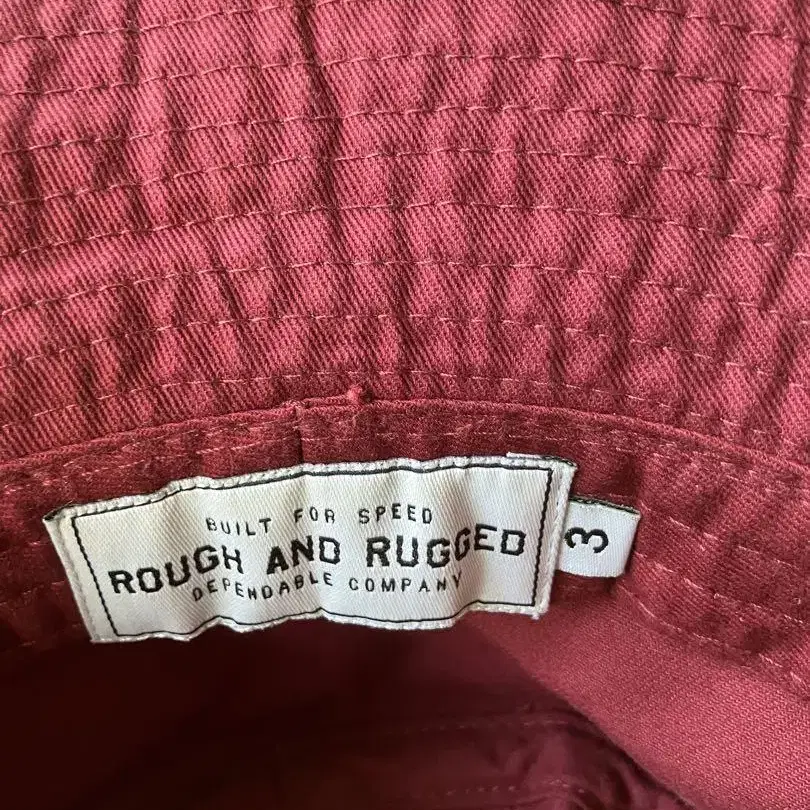 BUILT FOR SPEED
ROUGH AND RUGGED
DEPENDABLE COMPANY
3